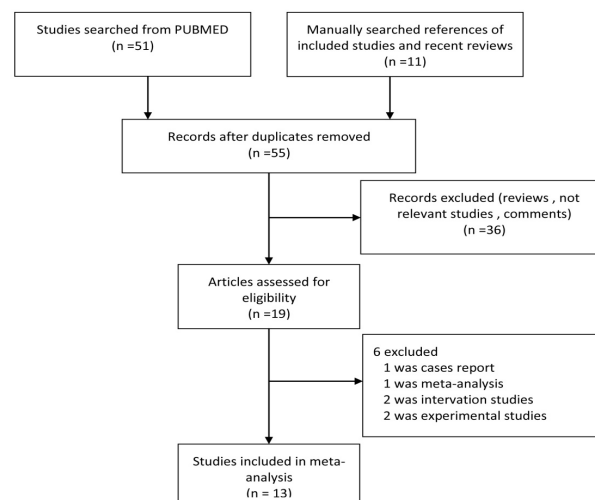 Studies searched from PUBMED
(n =51)
Manually searched references of
included studies and recent reviews
(n =11)
Records after duplicates removed
(n =55)
Records excluded (reviews , not
relevant studies , comments)
(n =36)
Articles assessed for
eligibility
(n =19)
6 excluded
1 was cases report
1 was meta-analysis
2 was intervation studies
2 was experimental studies
Studies included in meta-
analysis
(n = 13)